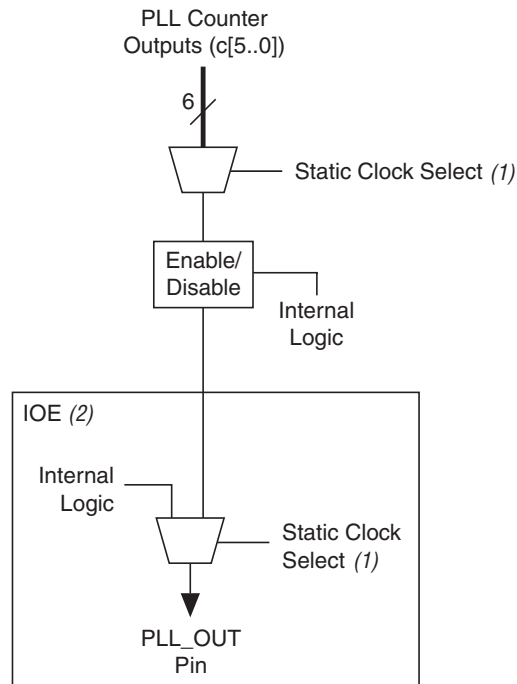 PLL Counter
Outputs (c[5..0])
6
Static Clock Select (1)
Enable/
Disable
Internal
Logic
IOE (2)
Internal
Logic
Static Clock
Select (1)
PLL_OUT
Pin